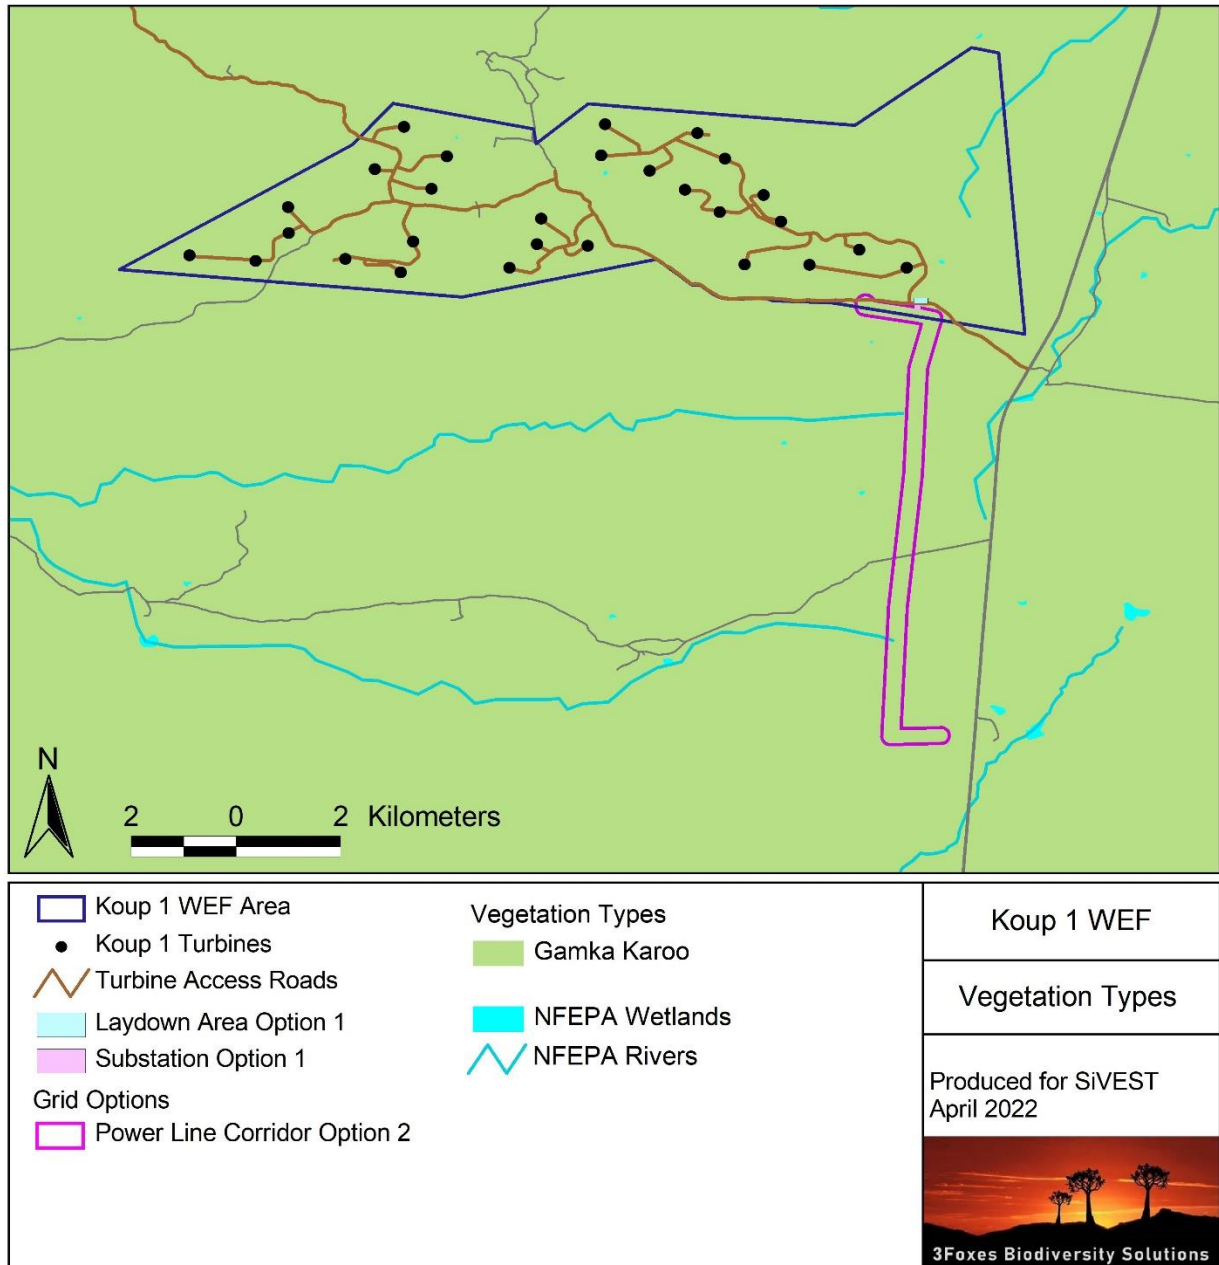 N
2 0 2 Kilometers
Koup 1 WEF Area
Koup 1 Turbines
Turbine Access Roads
Laydown Area Option 1
Substation Option 1
Grid Options
Power Line Corridor Option 2
Vegetation Types
Gamka Karoo
NFEPA Wetlands
NFEPA Rivers
Koup 1 WEF
Vegetation Types
Produced for SiVEST
April 2022
3Foxes Biodiversity Solutions